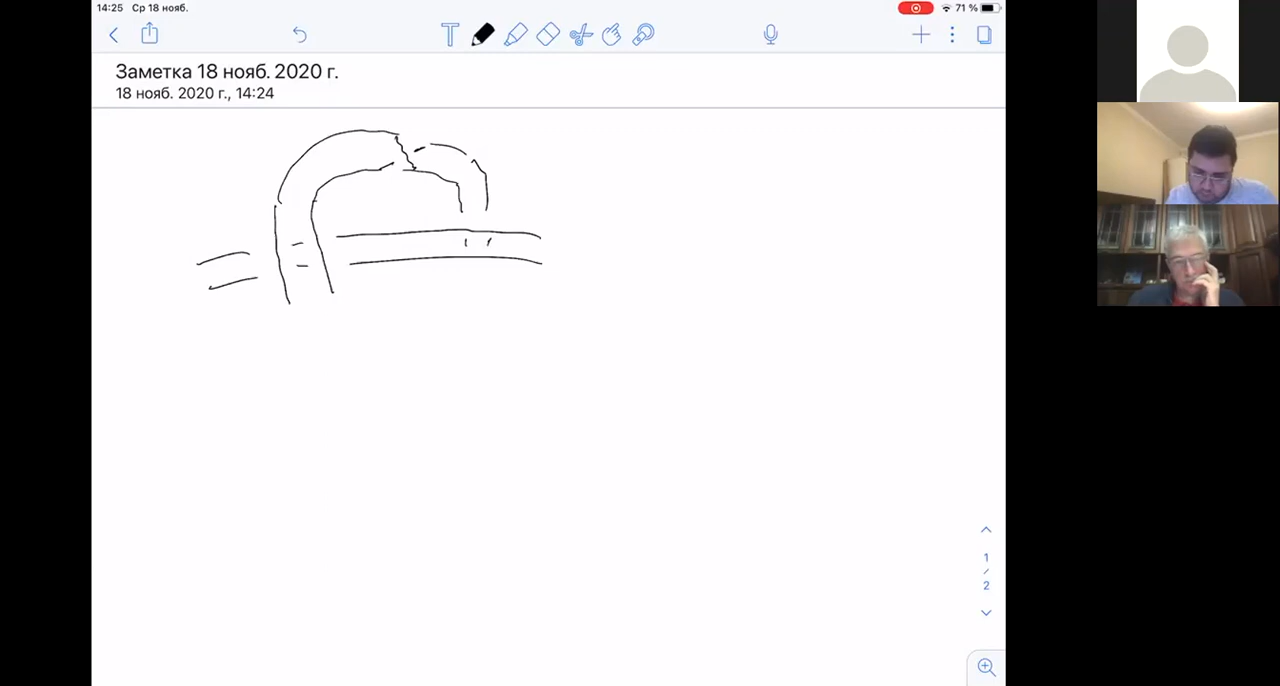 14:25 Ср 18 нояб.
71 %
T
Заметка 18 нояб. 2020 г.
18 нояб. 2020 г., 14:24
1
/
2